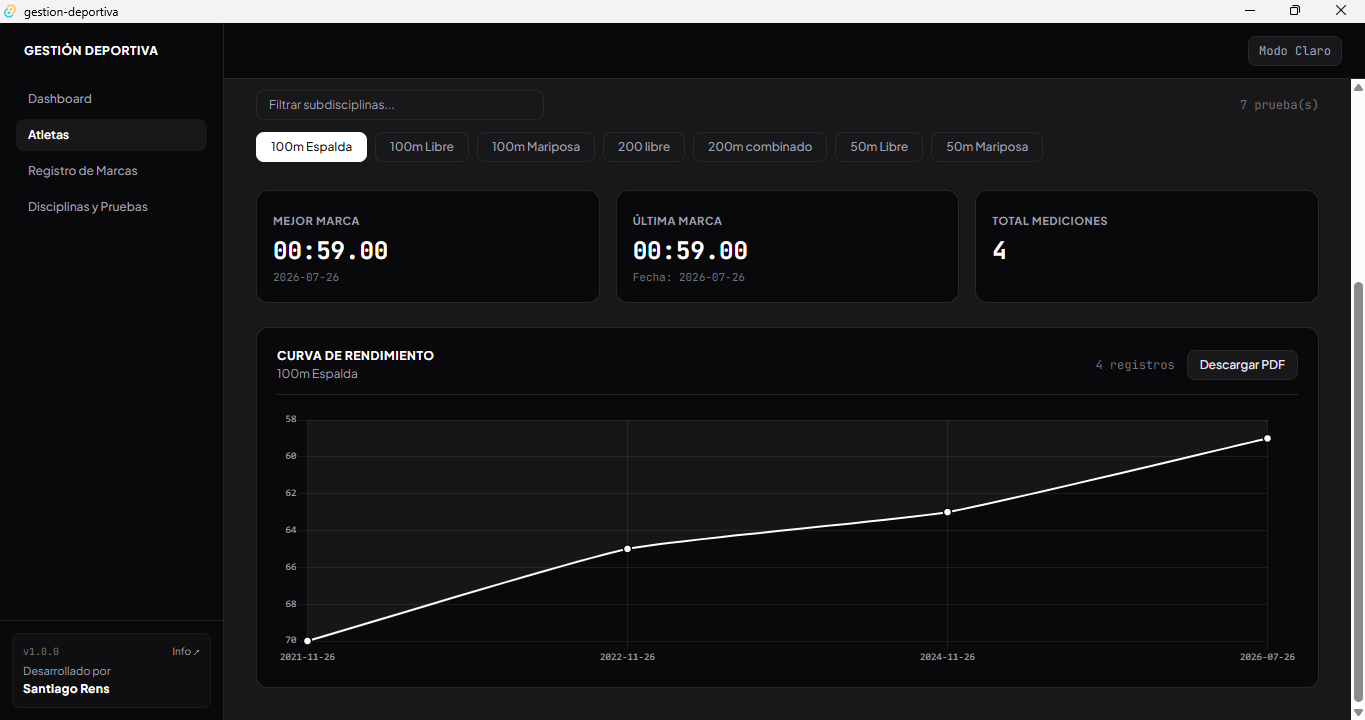 gestion-deportiva
GESTIÓN DEPORTIVA
Modo Claro
Dashboard
Atletas
Registro de Marcas
Disciplinas y Pruebas
Filtrar subdisciplinas...
7 prueba(s)
100m Espalda
100m Libre
100m Mariposa
200 libre
200m combinado
50m Libre
50m Mariposa
MEJOR MARCA
00:59.00
2026-07-26
ÚLTIMA MARCA
00:59.00
Fecha: 2026-07-26
TOTAL MEDICIONES
4
CURVA DE RENDIMIENTO
100m Espalda
4 registros
Descargar PDF
58
60
62
64
66
68
70
2021-11-26
2022-11-26
2024-11-26
2026-07-26
v1.0.0
Info ↗
Desarrollado por
Santiago Rens